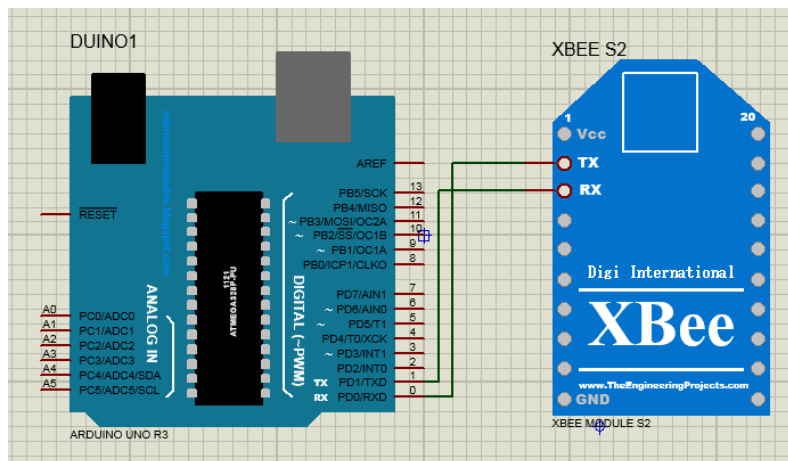 DUINO1
AREF
PB5/SCK 13
PB4/MISO 12
~ PB3/MOSI/OC2A 11
~ PB2/SS/OC1B 10
~ PB1/OC1A 9
PB0/ICP1/CLKO 8
PD7/AIN1 7
~ PD6/AIN0 6
~ PD5/T1 5
PD4/T0/XCK 4
~ PD3/INT1 3
PD2/INT0 2
TX PD1/TXD 1
RX PD0/RXD 0
RESET
A0 PC0/ADC0
A1 PC1/ADC1
A2 PC2/ADC2
A3 PC3/ADC3
A4 PC4/ADC4/SDA
A5 PC5/ADC5/SCL
ANALOG IN
DIGITAL (~PWM)
1121
ATMEGA328P-PU
ARDUINO UNO R3
XBEE S2
1 20
Vcc
TX
RX
Digi International
XBee
www.TheEngineeringProjects.com
GND
XBEE MODULE S2